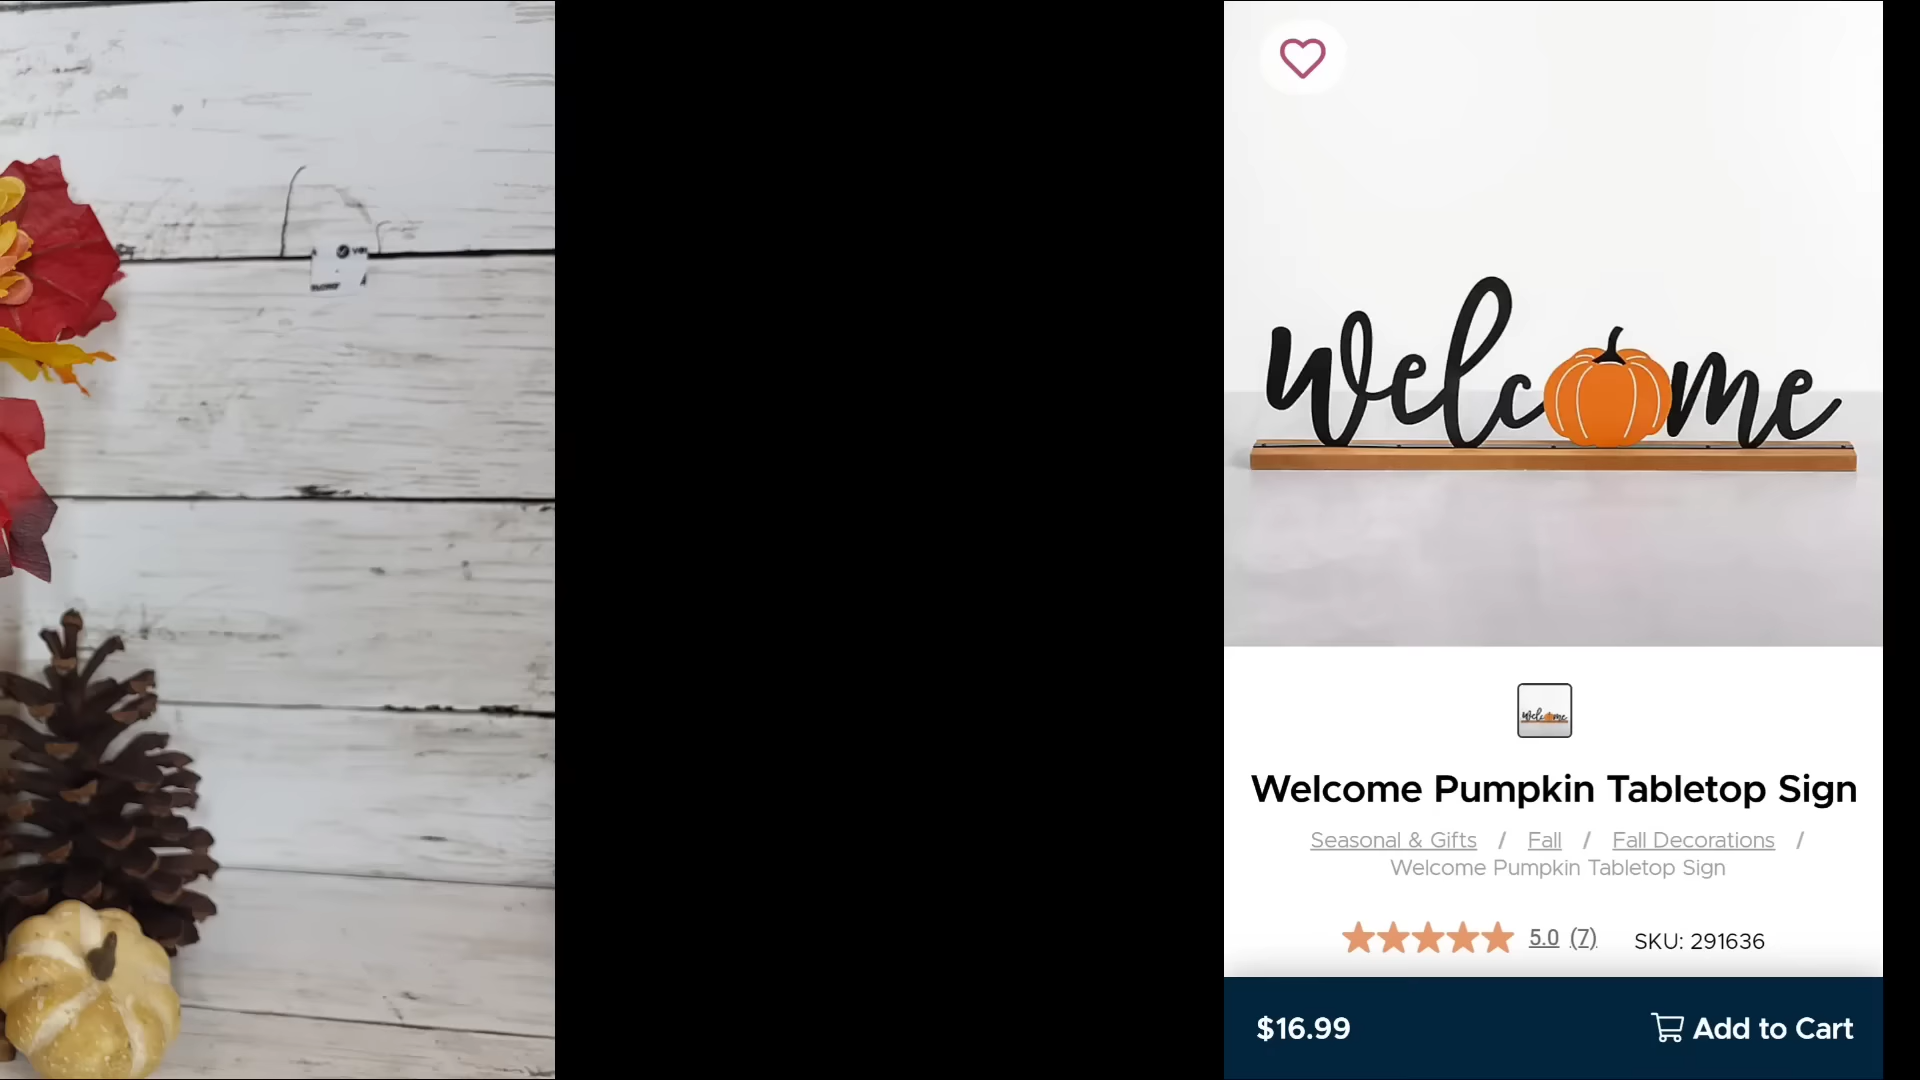 welcome
welcome
Welcome Pumpkin Tabletop Sign
Seasonal & Gifts / Fall / Fall Decorations /
Welcome Pumpkin Tabletop Sign
5.0 (7) SKU: 291636
$16.99 Add to Cart